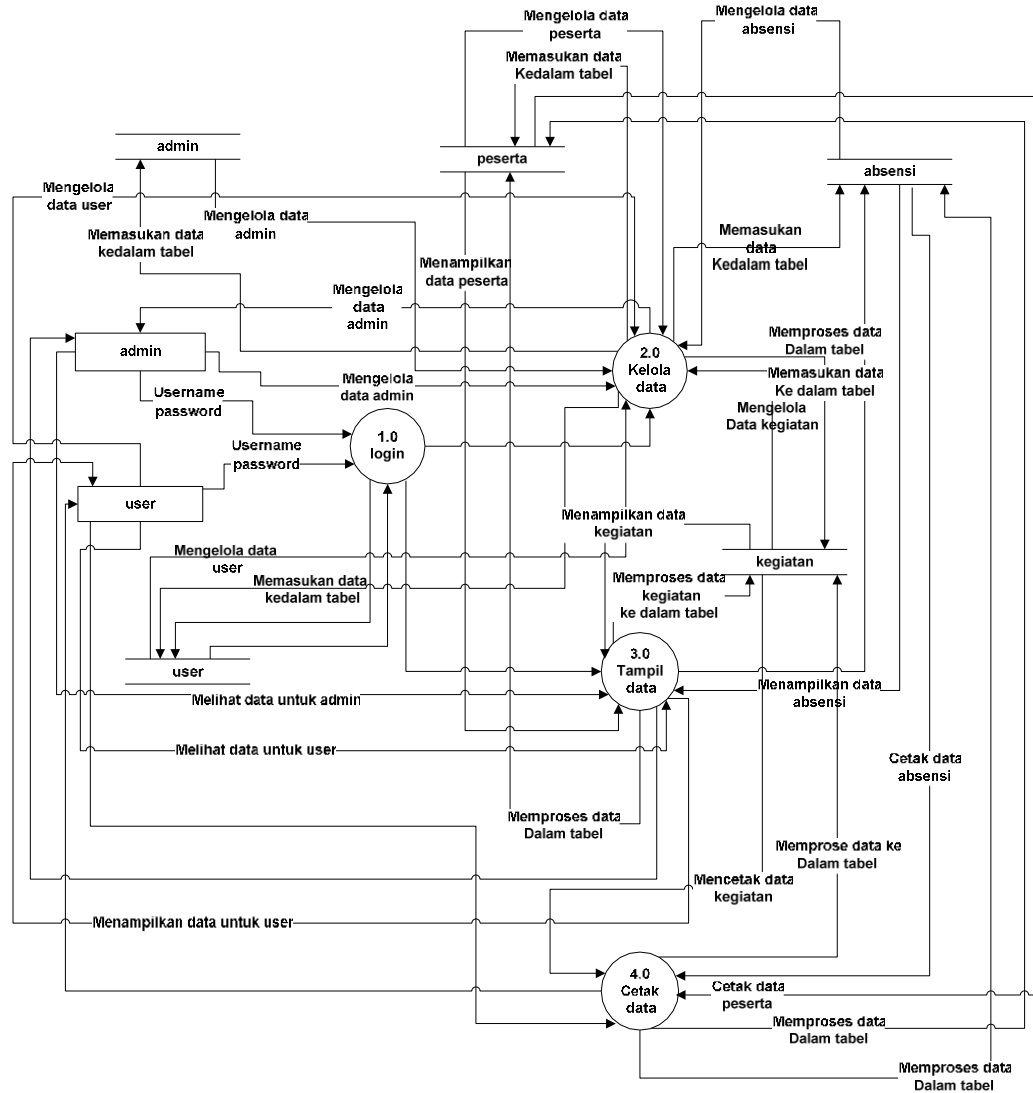 Mengelola data
peserta
Mengelola data
absensi
Memasukan data
Kedalam tabel
admin
peserta
absensi
Mengelola
data user
Mengelola data
admin
Memasukan data
kedalam tabel
Memasukan
data
Kedalam tabel
Menampilkan
data peserta
Mengelola
data
admin
admin
2.0
Kelola
data
Memproses data
Dalam tabel
Memasukan data
Ke dalam tabel
Mengelola
data admin
Username
password
Mengelola
Data kegiatan
1.0
login
Username
password
user
Menampilkan data
kegiatan
Mengelola data
user
kegiatan
Memasukan data
kedalam tabel
Memproses data
kegiatan
ke dalam tabel
user
3.0
Tampil
data
Melihat data untuk admin
Menampilkan data
absensi
Melihat data untuk user
Cetak data
absensi
Memproses data
Dalam tabel
Memprose data ke
Dalam tabel
Mencetak data
kegiatan
Menampilkan data untuk user
4.0
Cetak
data
Cetak data
peserta
Memproses data
Dalam tabel
Memproses data
Dalam tabel